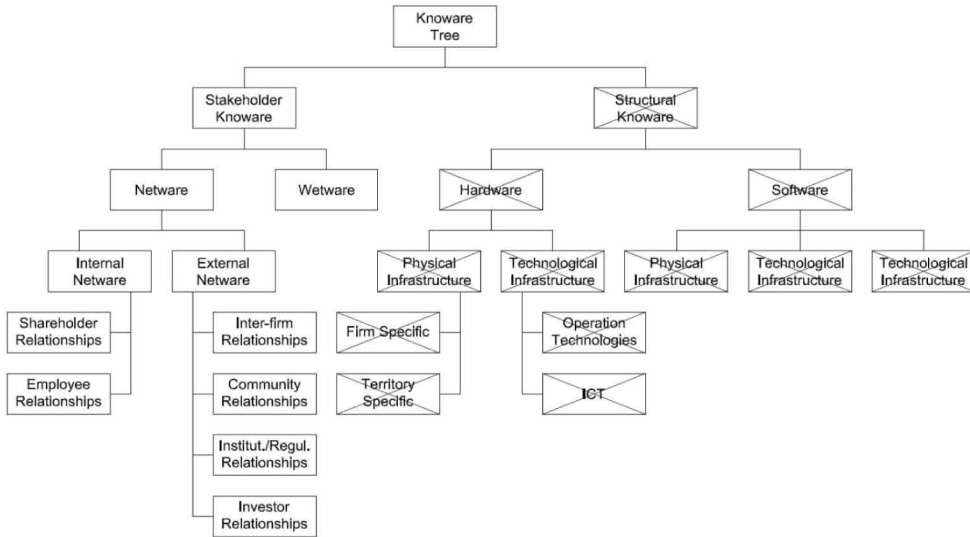 Knoware
Tree
Stakeholder
Knoware
Structural
Knoware
Netware
Wetware
Hardware
Software
Internal
Netware
External
Netware
Physical
Infrastructure
Technological
Infrastructure
Physical
Infrastructure
Technological
Infrastructure
Technological
Infrastructure
Shareholder
Relationships
Inter-firm
Relationships
Firm Specific
Operation
Technologies
Employee
Relationships
Community
Relationships
Territory
Specific
ICT
Institut./Regul.
Relationships
Investor
Relationships